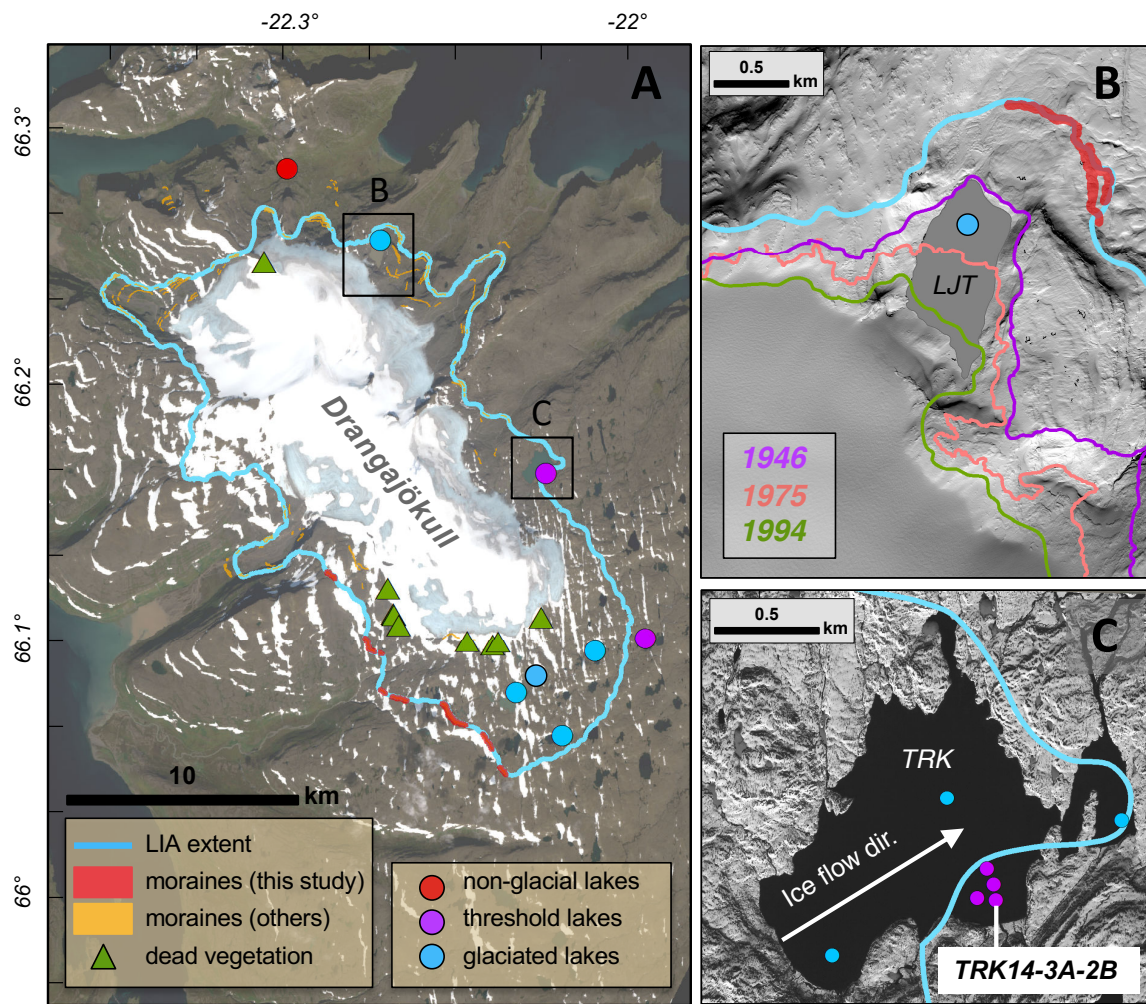 -22.3°
-22°
A
66.3°
B
66.2°
C
Drangajökull
66.1°
10
km
66°
LIA extent
moraines (this study)
moraines (others)
dead vegetation
non-glacial lakes
threshold lakes
glaciated lakes
0.5
km
B
LJT
1946
1975
1994
0.5
km
C
TRK
Ice flow dir.
TRK14-3A-2B